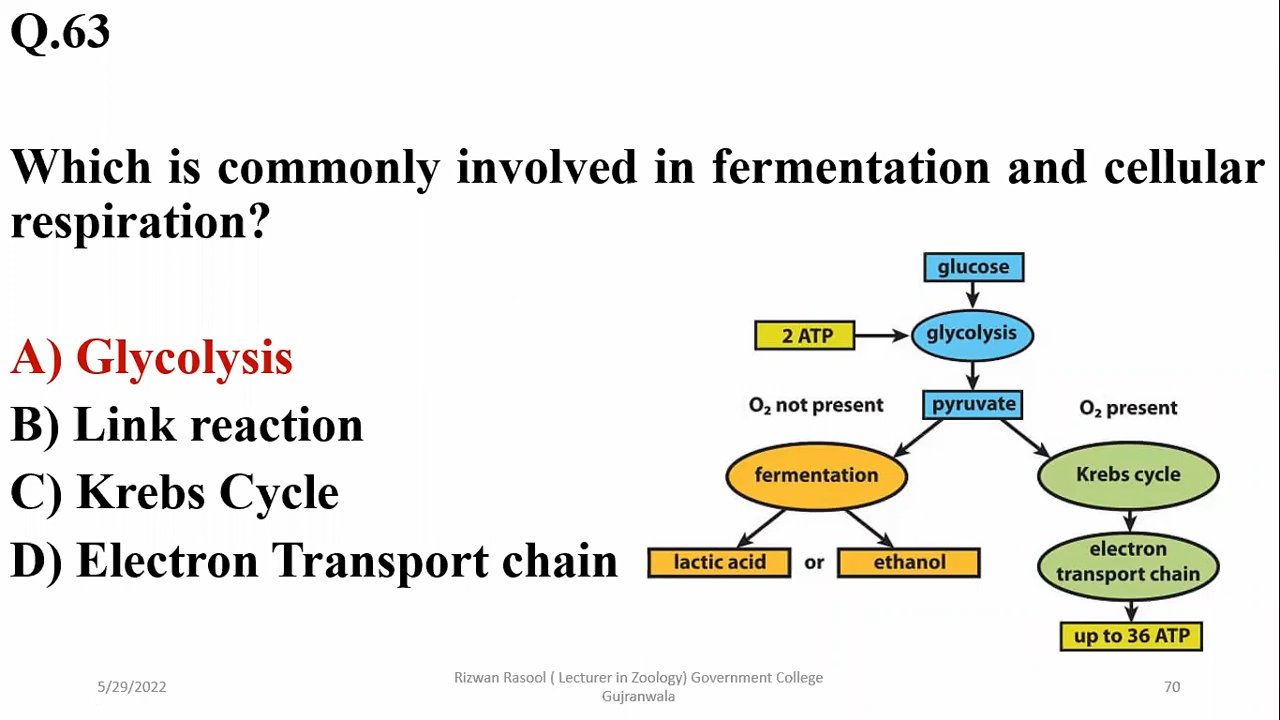 Q.63
Which is commonly involved in fermentation and cellular
respiration?
A) Glycolysis
B) Link reaction
C) Krebs Cycle
D) Electron Transport chain
glucose
2 ATP
glycolysis
O₂ not present
pyruvate
O₂ present
fermentation
Krebs cycle
lactic acid
or
ethanol
electron
transport chain
up to 36 ATP
5/29/2022
Rizwan Rasool ( Lecturer in Zoology) Government College
Gujranwala
70